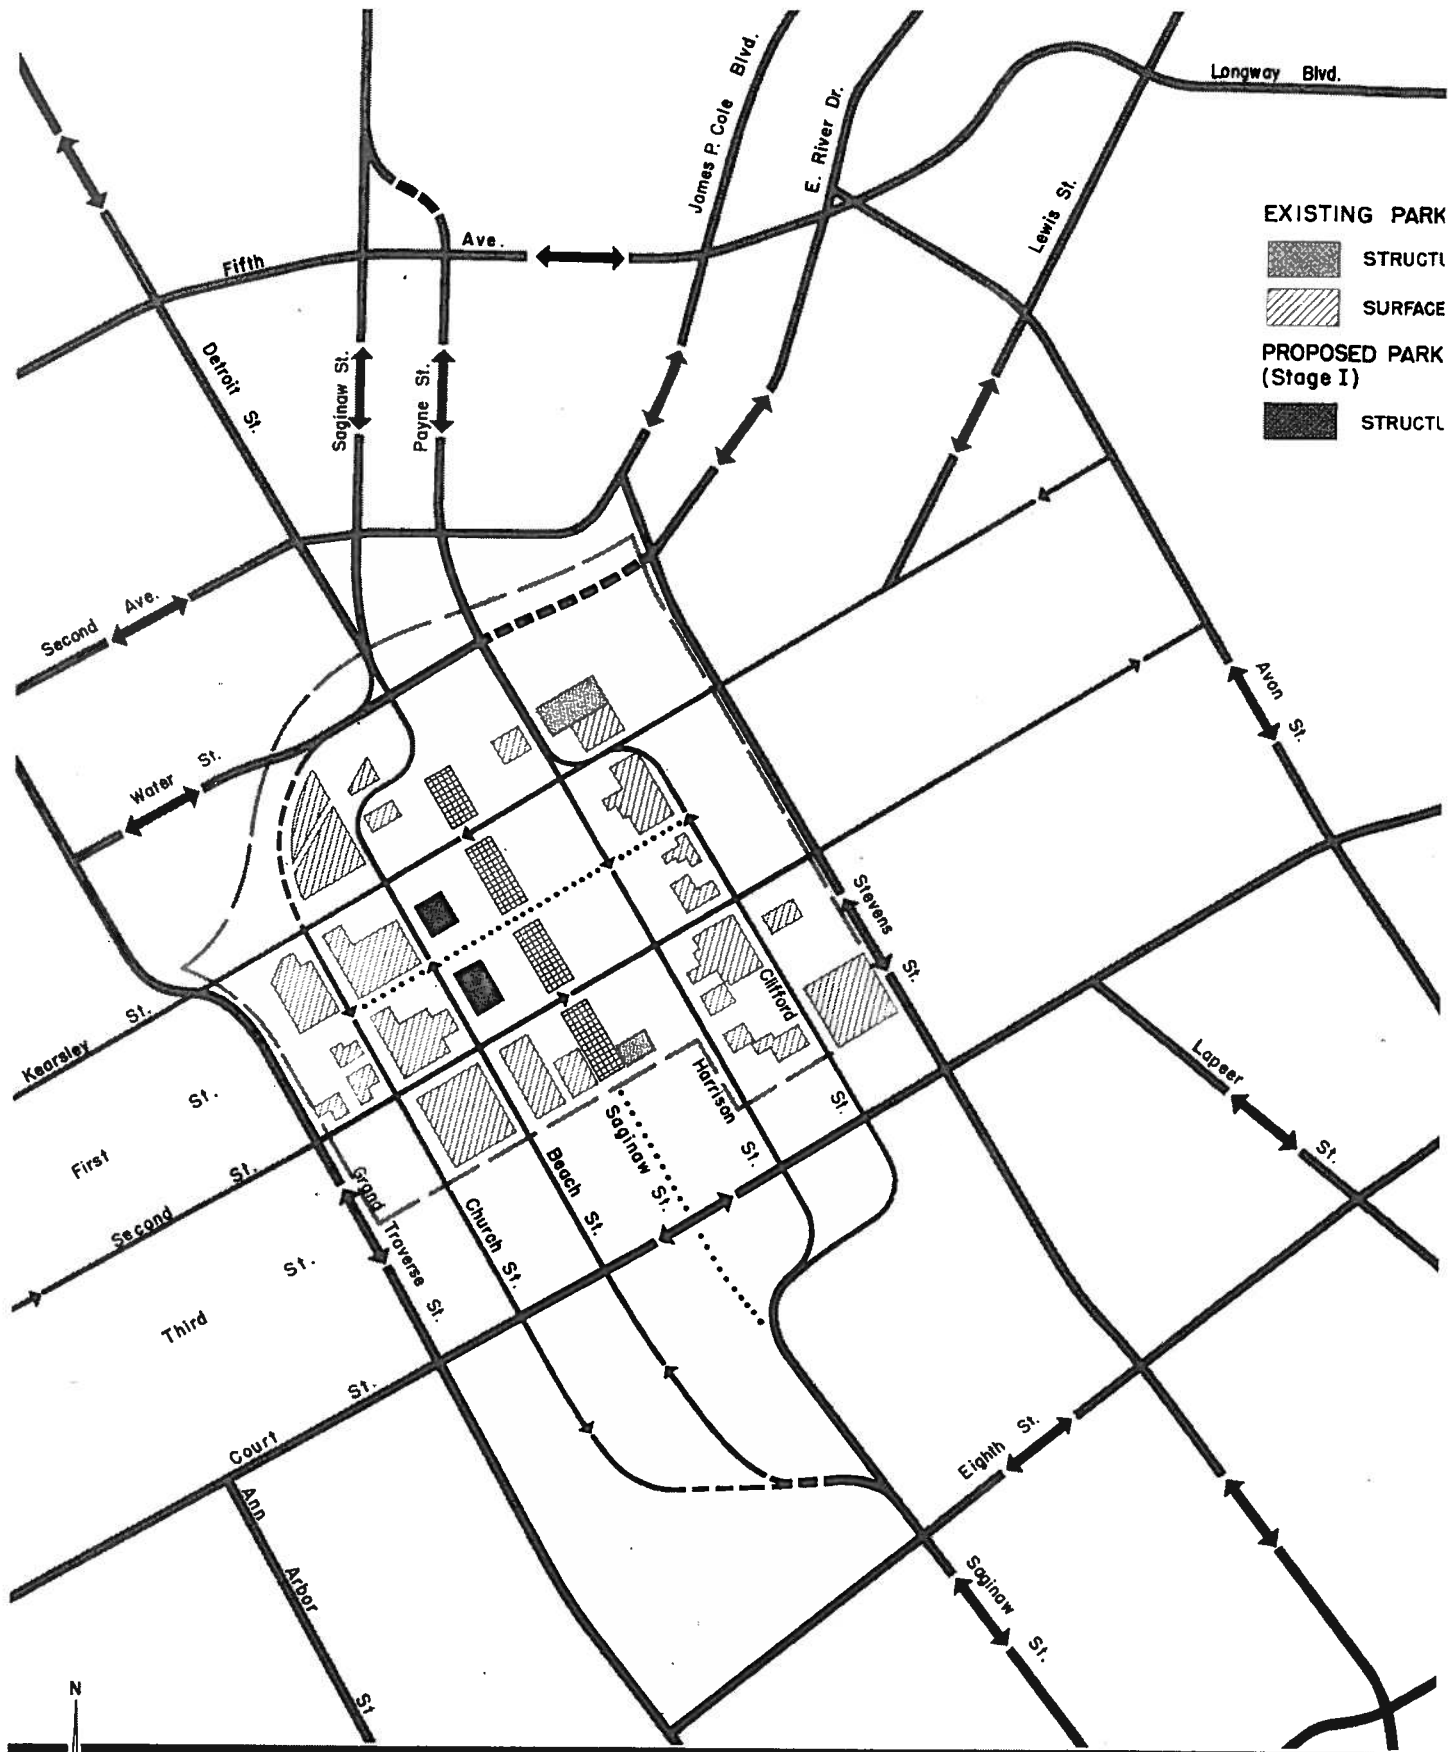 Longway Blvd.
James P. Cole Blvd.
E. River Dr.
Lewis St.
EXISTING PARK
STRUCTU
SURFACE
PROPOSED PARK
(Stage I)
STRUCTU
Fifth Ave.
Detroit St.
Saginaw St.
Payne St.
Second Ave.
Avon St.
Water St.
Stevens St.
Clifford St.
Kearsley St.
Lapeer St.
First St.
Harrison St.
Saginaw St.
Beach St.
Second St.
Grand Traverse St.
Church St.
Third St.
Court St.
Eighth St.
Ann Arbor St
Saginaw St.
N